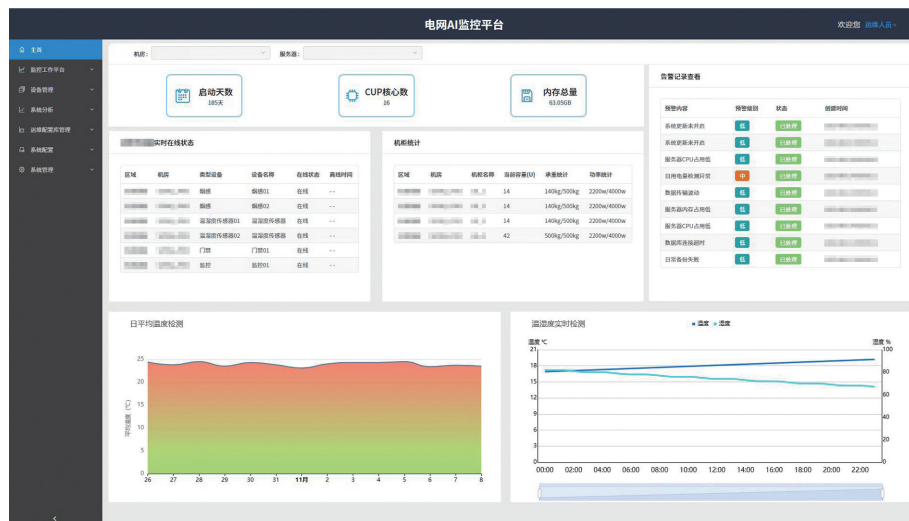 电网AI监控平台
欢迎您 运维人员
主页
监控工作平台
设备管理
系统分析
运维配置库管理
系统配置
系统管理
机房：
服务器：
启动天数
185天
CUP核心数
16
内存总量
63.05GB
告警记录查看
预警内容 预警级别 状态 创建时间
系统更新未开启 低 已处理
系统更新未开启 低 已处理
服务器CPU占用低 低 已处理
日用电量检测异常 中 已处理
数据传输波动 低 已处理
服务器内存占用低 低 已处理
服务器CPU占用低 低 已处理
数据库连接超时 低 已处理
日常备份失败 低 已处理
实时在线状态
区域 机房 类型设备 设备名称 在线状态 离线时间
烟感 烟感01 在线 --
烟感 烟感02 在线 --
温湿度传感器01 温湿度传感器 在线 --
温湿度传感器02 温湿度传感器 在线 --
门禁 门禁01 在线 --
监控 监控01 在线 --
机柜统计
区域 机房 机柜名称 当前容量(U) 承重统计 功率统计
14 140kg/500kg 2200w/4000w
14 140kg/500kg 2200w/4000w
14 140kg/500kg 2200w/4000w
42 500kg/500kg 2200w/4000w
日平均温度检测
平均温度（℃）
25
20
15
10
5
0
26 27 28 29 30 31 11月 2 3 4 5 6 7 8
温湿度实时检测
温度 湿度
温度 ℃
湿度 %
21
18
15
12
9
6
3
0
100
80
60
40
20
0
00:00 02:00 04:00 06:00 08:00 10:00 12:00 14:00 16:00 18:00 20:00 22:00